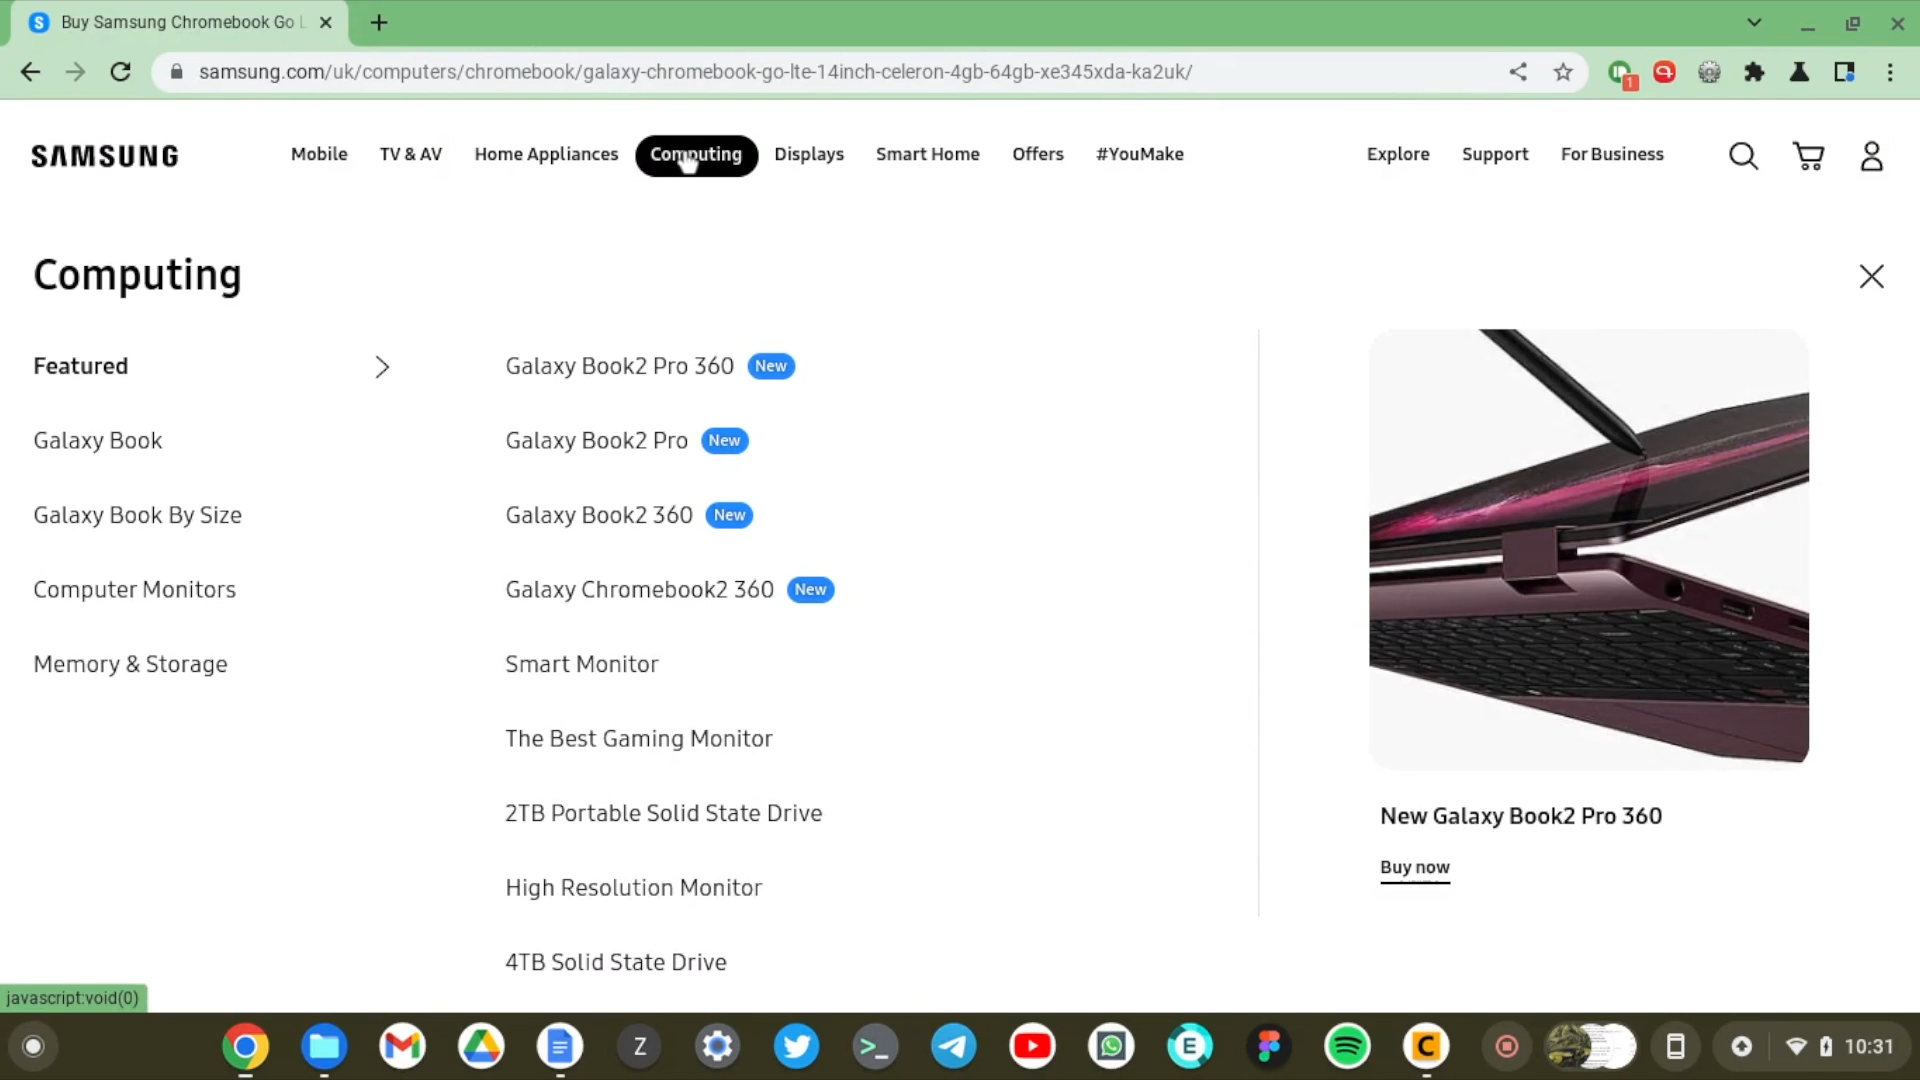 Buy Samsung Chromebook Go L
samsung.com/uk/computers/chromebook/galaxy-chromebook-go-lte-14inch-celeron-4gb-64gb-xe345xda-ka2uk/
1
SAMSUNG
Mobile
TV & AV
Home Appliances
Computing
Displays
Smart Home
Offers
#YouMake
Explore
Support
For Business
Computing
Featured
Galaxy Book
Galaxy Book By Size
Computer Monitors
Memory & Storage
Galaxy Book2 Pro 360 New
Galaxy Book2 Pro New
Galaxy Book2 360 New
Galaxy Chromebook2 360 New
Smart Monitor
The Best Gaming Monitor
2TB Portable Solid State Drive
High Resolution Monitor
4TB Solid State Drive
New Galaxy Book2 Pro 360
Buy now
javascript:void(0)
Z
E
C
10:31